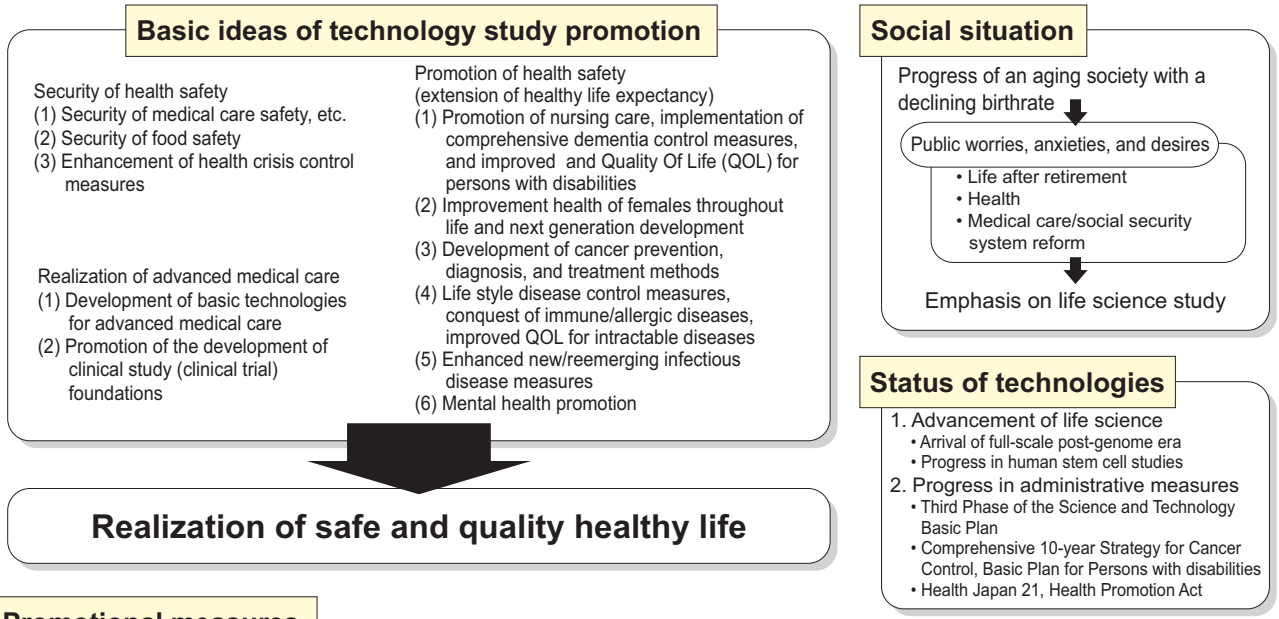 Basic ideas of technology study promotion
Security of health safety
(1) Security of medical care safety, etc.
(2) Security of food safety
(3) Enhancement of health crisis control
measures
Realization of advanced medical care
(1) Development of basic technologies
for advanced medical care
(2) Promotion of the development of
clinical study (clinical trial)
foundations
Promotion of health safety
(extension of healthy life expectancy)
(1) Promotion of nursing care, implementation of
comprehensive dementia control measures,
and improved and Quality Of Life (QOL) for
persons with disabilities
(2) Improvement health of females throughout
life and next generation development
(3) Development of cancer prevention,
diagnosis, and treatment methods
(4) Life style disease control measures,
conquest of immune/allergic diseases,
improved QOL for intractable diseases
(5) Enhanced new/reemerging infectious
disease measures
(6) Mental health promotion
Realization of safe and quality healthy life
Social situation
Progress of an aging society with a
declining birthrate
Public worries, anxieties, and desires
• Life after retirement
• Health
• Medical care/social security
system reform
Emphasis on life science study
Status of technologies
1. Advancement of life science
• Arrival of full-scale post-genome era
• Progress in human stem cell studies
2. Progress in administrative measures
• Third Phase of the Science and Technology
Basic Plan
• Comprehensive 10-year Strategy for Cancer
Control, Basic Plan for Persons with disabilities
• Health Japan 21, Health Promotion Act
Promotional measures